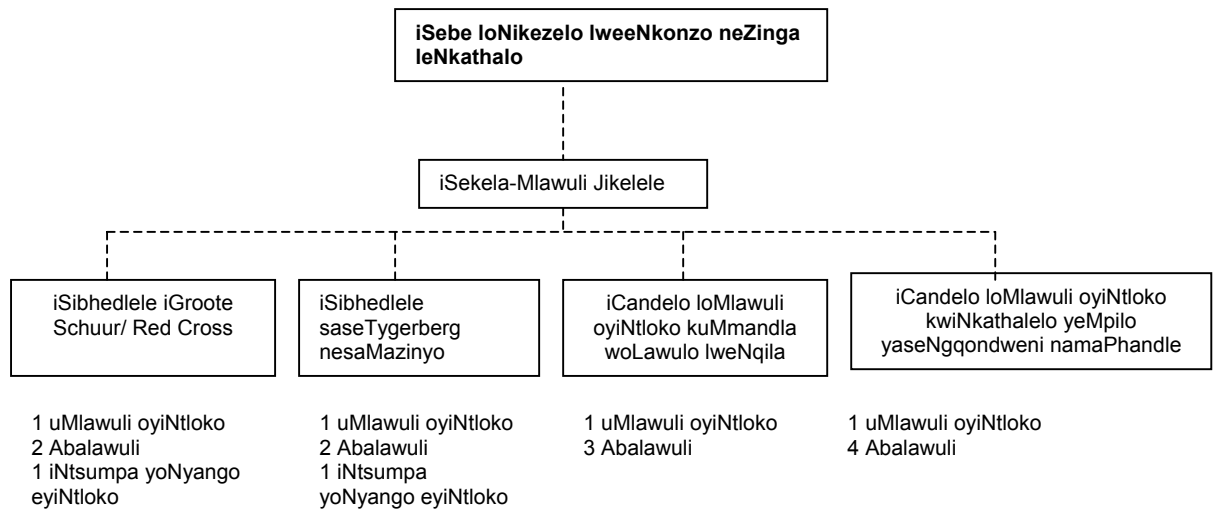 iSebe loNikezelo lweeNkonzo neZinga
leNkathalo
iSekela-Mlawuli Jikelele
iSibhedlele iGroote
Schuur/ Red Cross
iSibhedlele
saseTygerberg
nesaMazinyo
iCandelo loMlawuli
oyiNtloko kuMmandla
woLawulo lweNqila
iCandelo loMlawuli oyiNtloko
kwiNkathalelo yeMpilo
yaseNgqondweni namaPhandle
1 uMlawuli oyiNtloko
2 Abalawuli
1 iNtsumpa yoNyango
eyiNtloko
1 uMlawuli oyiNtloko
2 Abalawuli
1 iNtsumpa
yoNyango eyiNtloko
1 uMlawuli oyiNtloko
3 Abalawuli
1 uMlawuli oyiNtloko
4 Abalawuli